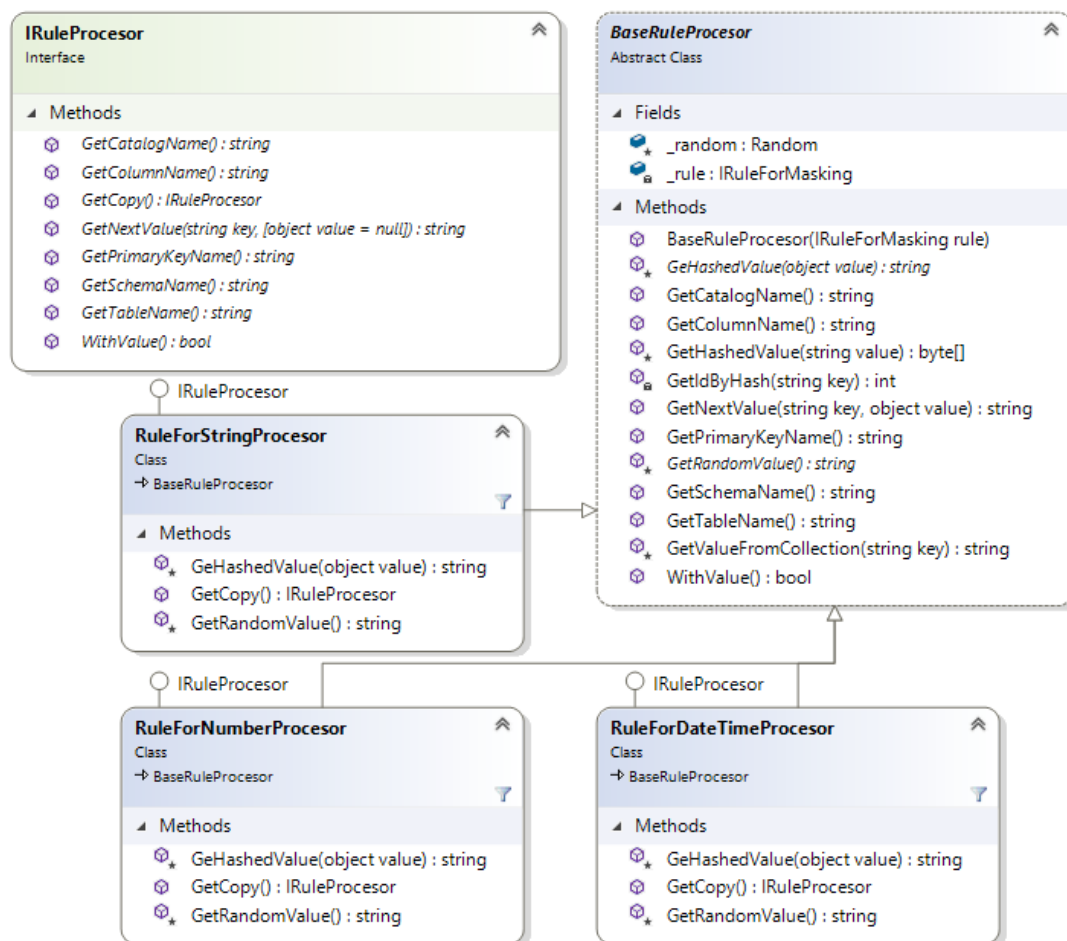 IRuleProcesor
Interface
Methods
GetCatalogName() : string
GetColumnName() : string
GetCopy() : IRuleProcesor
GetNextValue(string key, [object value = null]) : string
GetPrimaryKeyName() : string
GetSchemaName() : string
GetTableName() : string
WithValue() : bool
BaseRuleProcesor
Abstract Class
Fields
_random : Random
_rule : IRuleForMasking
Methods
BaseRuleProcesor(IRuleForMasking rule)
GeHashedValue(object value) : string
GetCatalogName() : string
GetColumnName() : string
GetHashedValue(string value) : byte[]
GetIdByHash(string key) : int
GetNextValue(string key, object value) : string
GetPrimaryKeyName() : string
GetRandomValue() : string
GetSchemaName() : string
GetTableName() : string
GetValueFromCollection(string key) : string
WithValue() : bool
IRuleProcesor
RuleForStringProcesor
Class
BaseRuleProcesor
Methods
GeHashedValue(object value) : string
GetCopy() : IRuleProcesor
GetRandomValue() : string
IRuleProcesor
RuleForNumberProcesor
Class
BaseRuleProcesor
Methods
GeHashedValue(object value) : string
GetCopy() : IRuleProcesor
GetRandomValue() : string
IRuleProcesor
RuleForDateTimeProcesor
Class
BaseRuleProcesor
Methods
GeHashedValue(object value) : string
GetCopy() : IRuleProcesor
GetRandomValue() : string